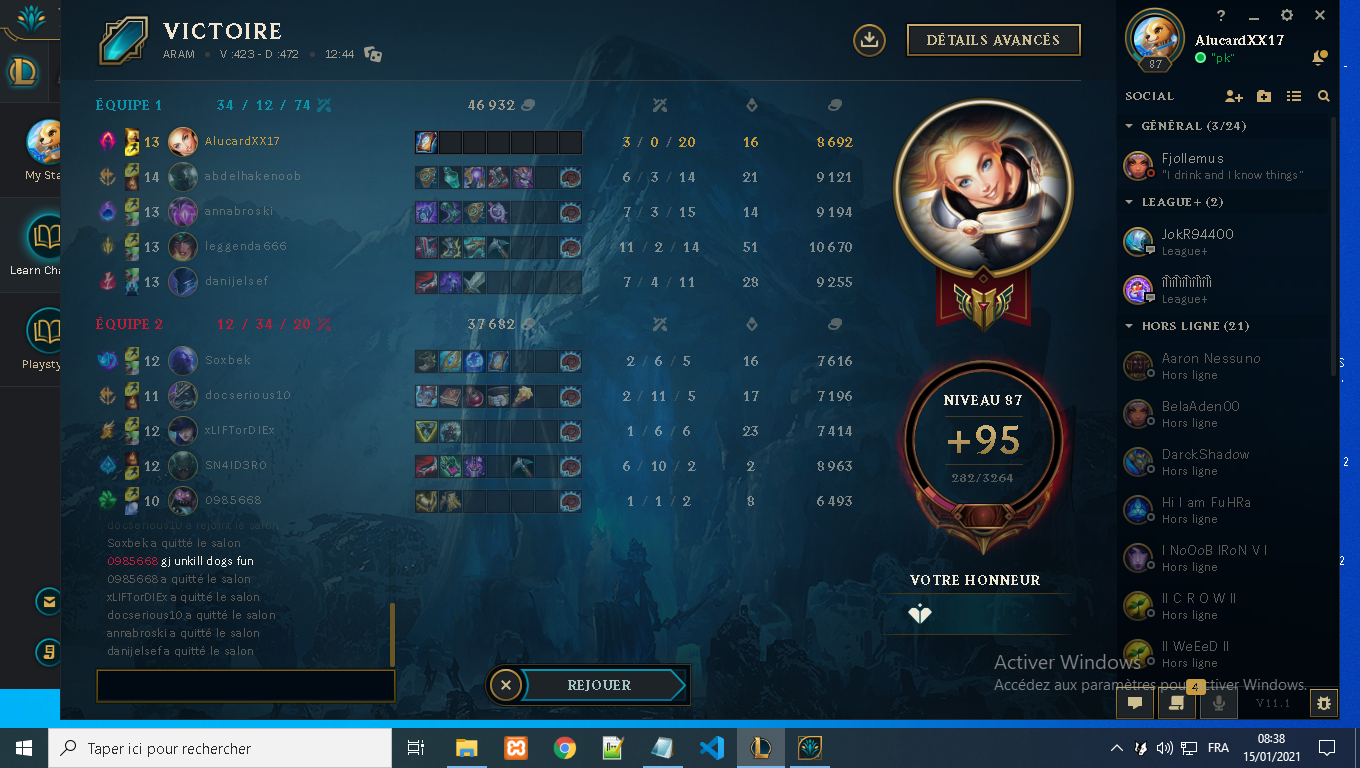 VICTOIRE
ARAM V :423 - D :472 12:44
DÉTAILS AVANCÉS
ÉQUIPE 1 34 / 12 / 74 46 932
13 AlucardXX17 3 / 0 / 20 16 8 692
14 abdelhakenoob 6 / 3 / 14 21 9 121
13 annabroski 7 / 3 / 15 14 9 194
13 leggenda666 11 / 2 / 14 51 10 670
13 danijelsef 7 / 4 / 11 28 9 255
ÉQUIPE 2 12 / 34 / 20 37 682
12 Soxbek 2 / 6 / 5 16 7 616
11 docserious10 2 / 11 / 5 17 7 196
12 xLIFTorDIEx 1 / 6 / 6 23 7 414
12 SN4ID3R0 6 / 10 / 2 2 8 963
10 0985668 1 / 1 / 2 8 6 493
docserious10 a rejoint le salon
Soxbek a quitté le salon
0985668 gj unkill dogs fun
0985668 a quitté le salon
xLIFTorDIEx a quitté le salon
docserious10 a quitté le salon
annabroski a quitté le salon
danijelsef a quitté le salon
REJOUER
NIVEAU 87
+95
282/3264
VOTRE HONNEUR
My Sta
Learn Cha
Playsty
? 
87
AlucardXX17
"pk"
SOCIAL
GÉNÉRAL (3/24)
Fjollemus
"I drink and I know things"
LEAGUE+ (2)
JokR94400
League+
League+
HORS LIGNE (21)
Aaron Nessuno
Hors ligne
BelaAden00
Hors ligne
DarckShadow
Hors ligne
Hi I am FuHRa
Hors ligne
I NoOoB IRoN V I
Hors ligne
II C R O W II
Hors ligne
II WeEeD II
Hors ligne
Activer Windows
Accédez aux paramètres pour activer Windows.
4
V11.1
Taper ici pour rechercher
FRA
08:38
15/01/2021